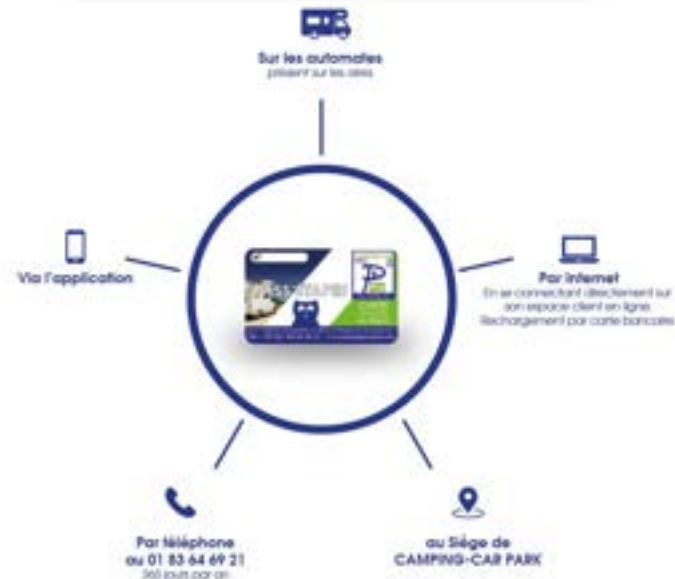 Sur les automates
présent sur les aires
Via l'application
Par Internet
En se connectant directement sur
son espace client en ligne.
Rechargement par carte bancaire
Par téléphone
au 01 83 64 69 21
365 jours par an
au Siège de
CAMPING-CAR PARK